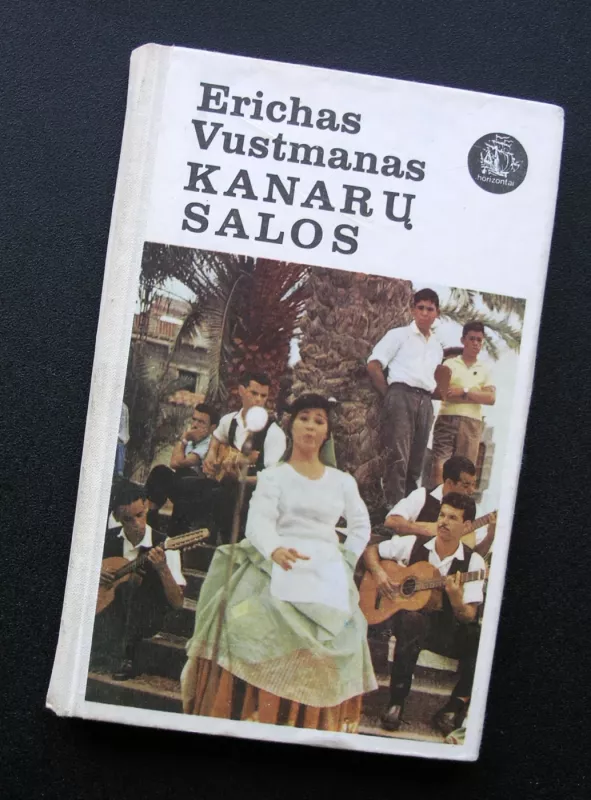 Erichas
Vustmanas
KANARŲ
SALOS
horizontai